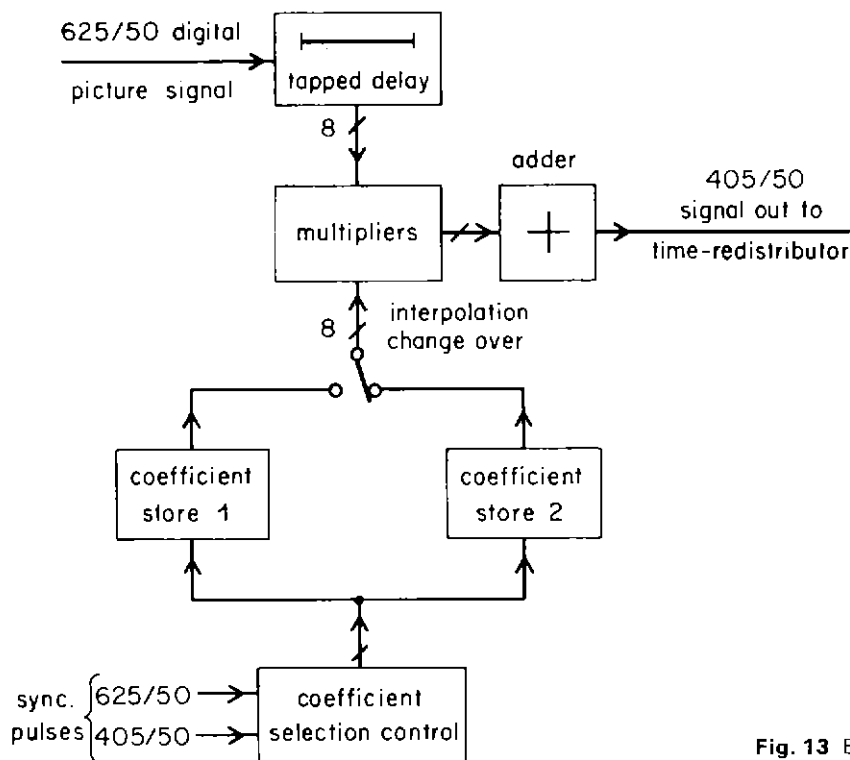 625/50 digital
picture signal
tapped delay
8
multipliers
adder
+
405/50
signal out to
time-redistributor
8
interpolation
change over
coefficient
store 1
coefficient
store 2
sync.
pulses
625/50
405/50
coefficient
selection control
Fig. 13